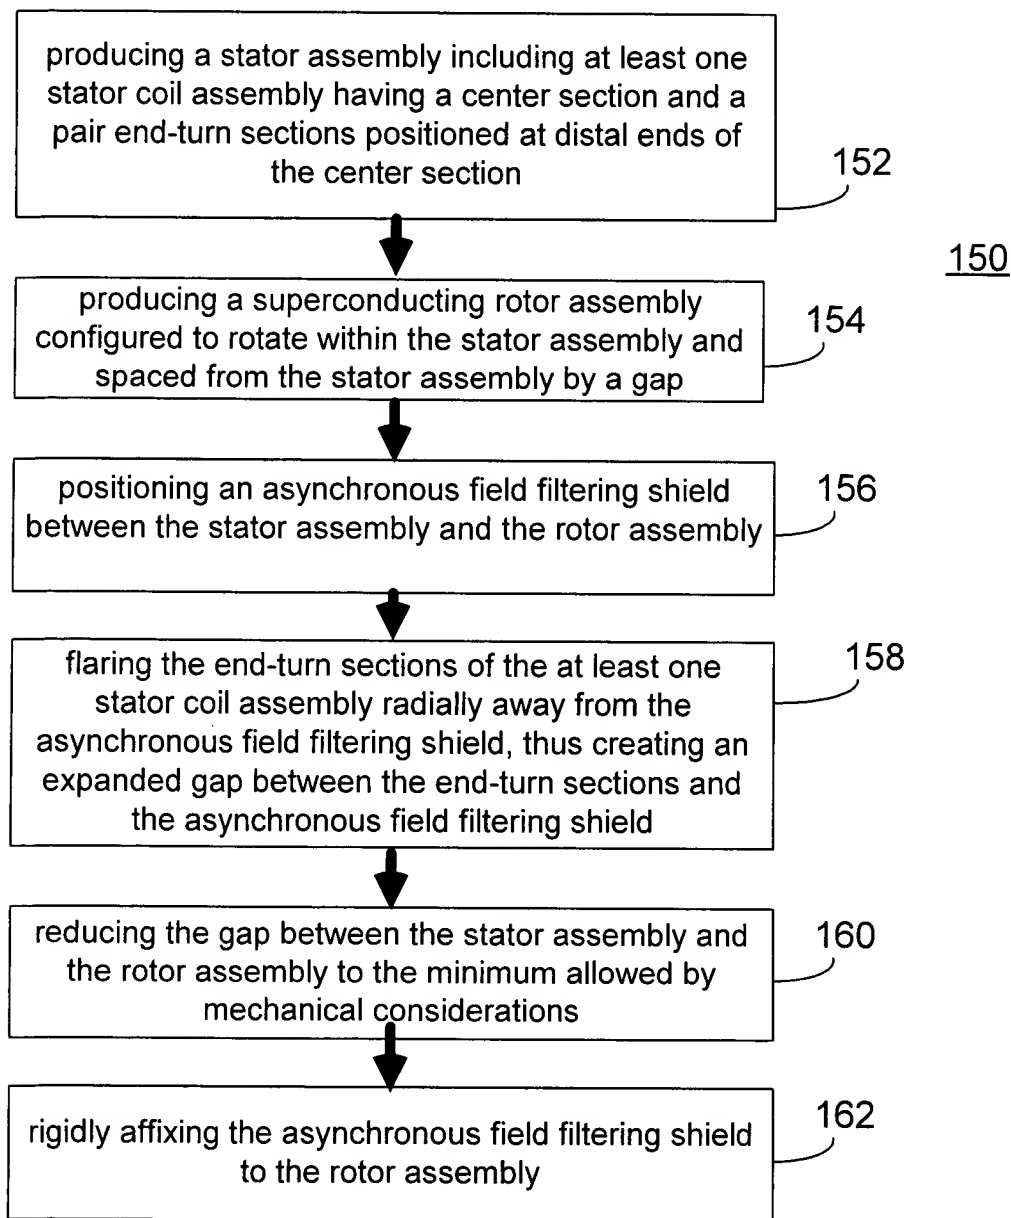 producing a stator assembly including at least one
stator coil assembly having a center section and a
pair end-turn sections positioned at distal ends of
the center section
152
150
producing a superconducting rotor assembly
configured to rotate within the stator assembly and
spaced from the stator assembly by a gap
154
positioning an asynchronous field filtering shield
between the stator assembly and the rotor assembly
156
flaring the end-turn sections of the at least one
stator coil assembly radially away from the
asynchronous field filtering shield, thus creating an
expanded gap between the end-turn sections and
the asynchronous field filtering shield
158
reducing the gap between the stator assembly and
the rotor assembly to the minimum allowed by
mechanical considerations
160
rigidly affixing the asynchronous field filtering shield
to the rotor assembly
162